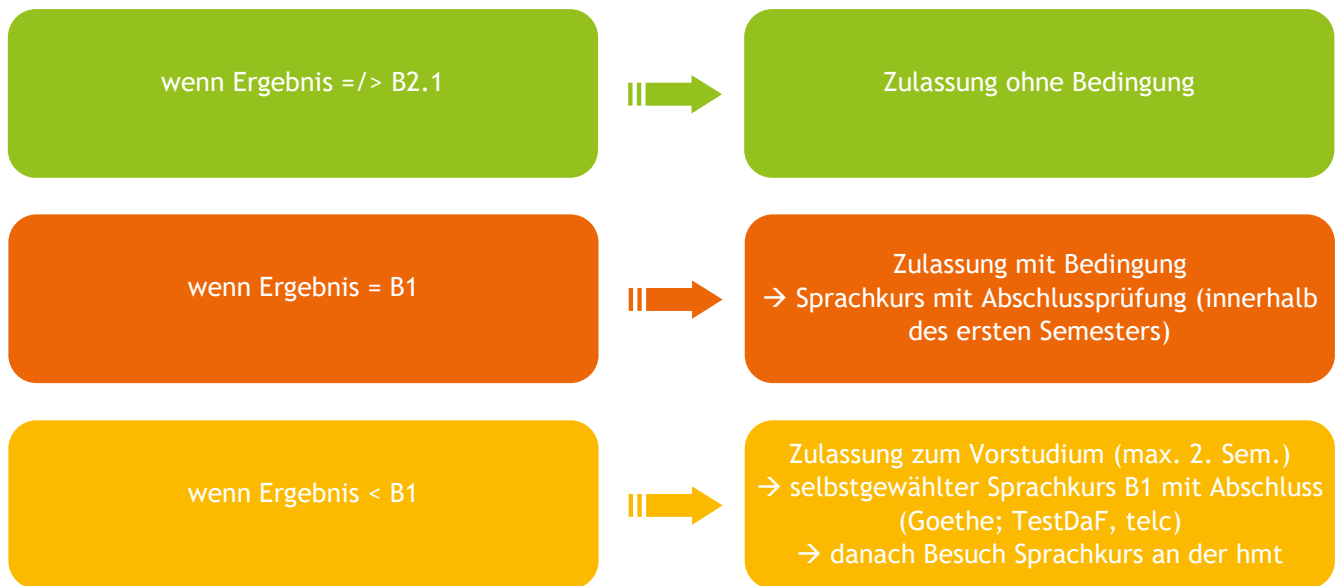 wenn Ergebnis =/> B2.1
Zulassung ohne Bedingung
wenn Ergebnis = B1
Zulassung mit Bedingung
→ Sprachkurs mit Abschlussprüfung (innerhalb
des ersten Semesters)
wenn Ergebnis < B1
Zulassung zum Vorstudium (max. 2. Sem.)
→ selbstgewählter Sprachkurs B1 mit Abschluss
(Goethe; TestDaF, telc)
→ danach Besuch Sprachkurs an der hmt